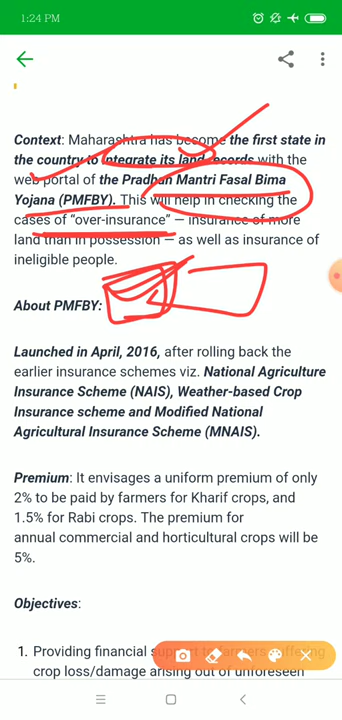 1:24 PM
Context: Maharashtra has become the first state in
the country to integrate its land records with the
web portal of the Pradhan Mantri Fasal Bima
Yojana (PMFBY). This will help in checking the
cases of "over-insurance" — insurance of more
land than in possession — as well as insurance of
ineligible people.
About PMFBY:
Launched in April, 2016, after rolling back the
earlier insurance schemes viz. National Agriculture
Insurance Scheme (NAIS), Weather-based Crop
Insurance scheme and Modified National
Agricultural Insurance Scheme (MNAIS).
Premium: It envisages a uniform premium of only
2% to be paid by farmers for Kharif crops, and
1.5% for Rabi crops. The premium for
annual commercial and horticultural crops will be
5%.
Objectives:
1. Providing financial support to farmers suffering
crop loss/damage arising out of unforeseen